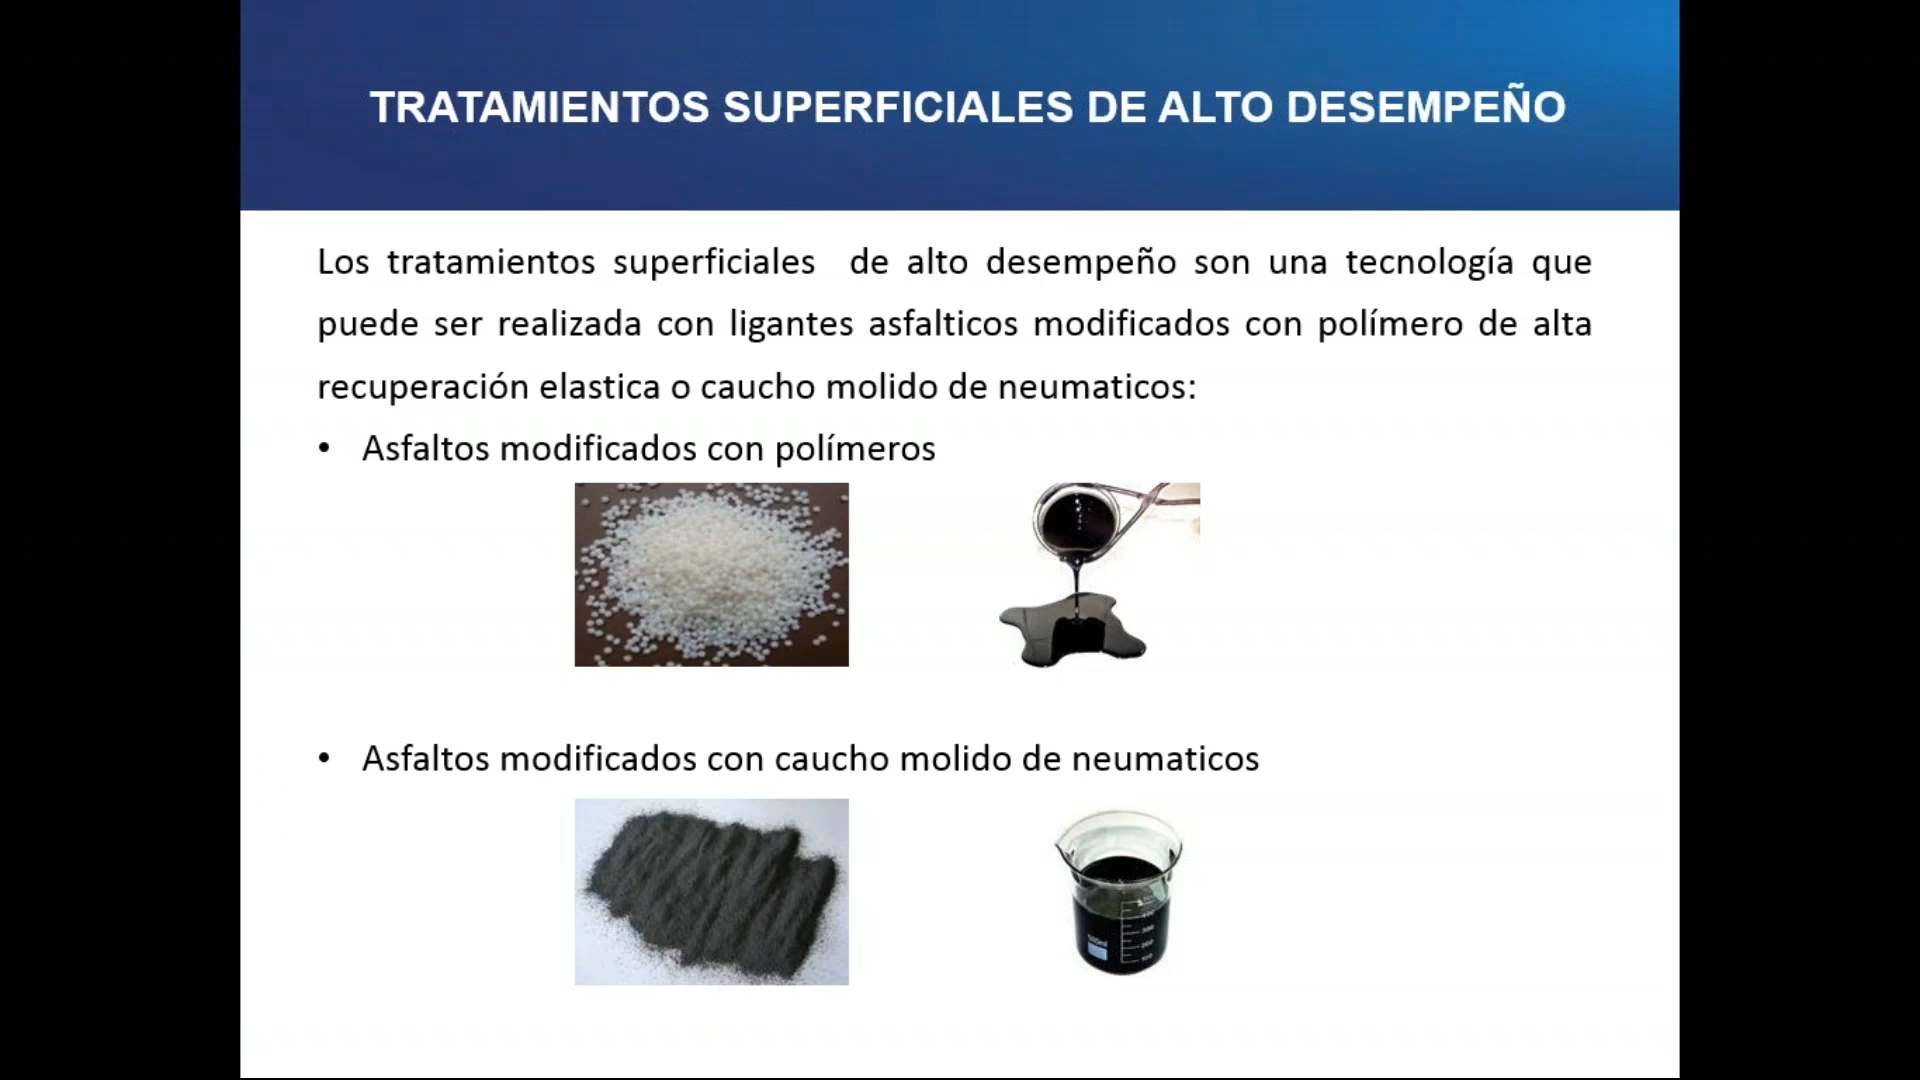 TRATAMIENTOS SUPERFICIALES DE ALTO DESEMPEÑO
Los tratamientos superficiales de alto desempeño son una tecnología que
puede ser realizada con ligantes asfalticos modificados con polímero de alta
recuperación elastica o caucho molido de neumaticos:
• Asfaltos modificados con polímeros
• Asfaltos modificados con caucho molido de neumaticos